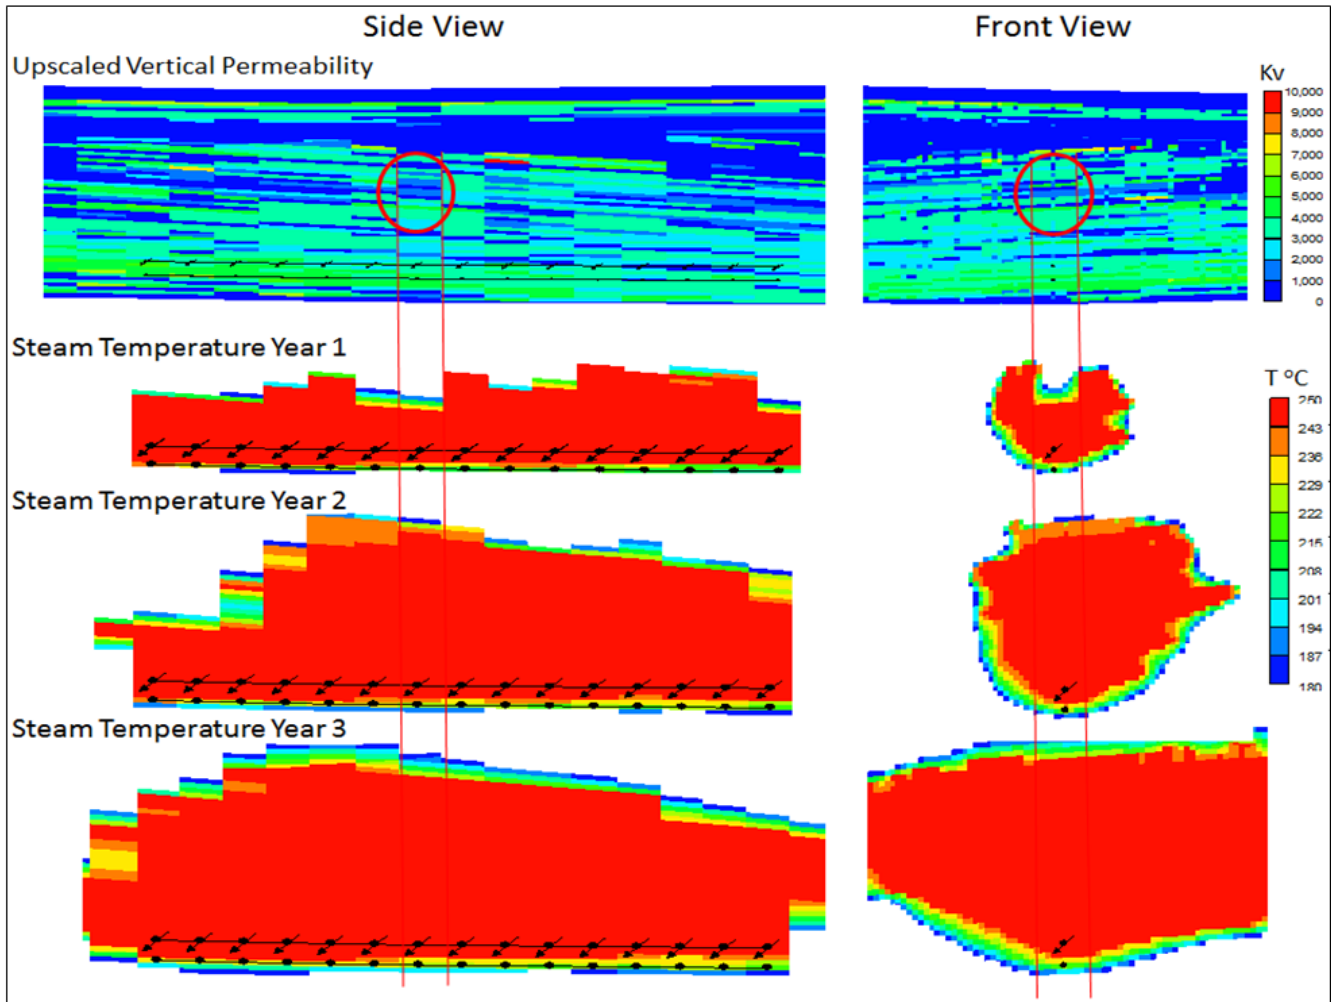 Side View
Front View
Upscaled Vertical Permeability
Kv
10,000
9,000
8,000
7,000
6,000
5,000
4,000
3,000
2,000
1,000
0
Steam Temperature Year 1
T °C
250
243
236
229
222
215
208
201
194
187
180
Steam Temperature Year 2
Steam Temperature Year 3